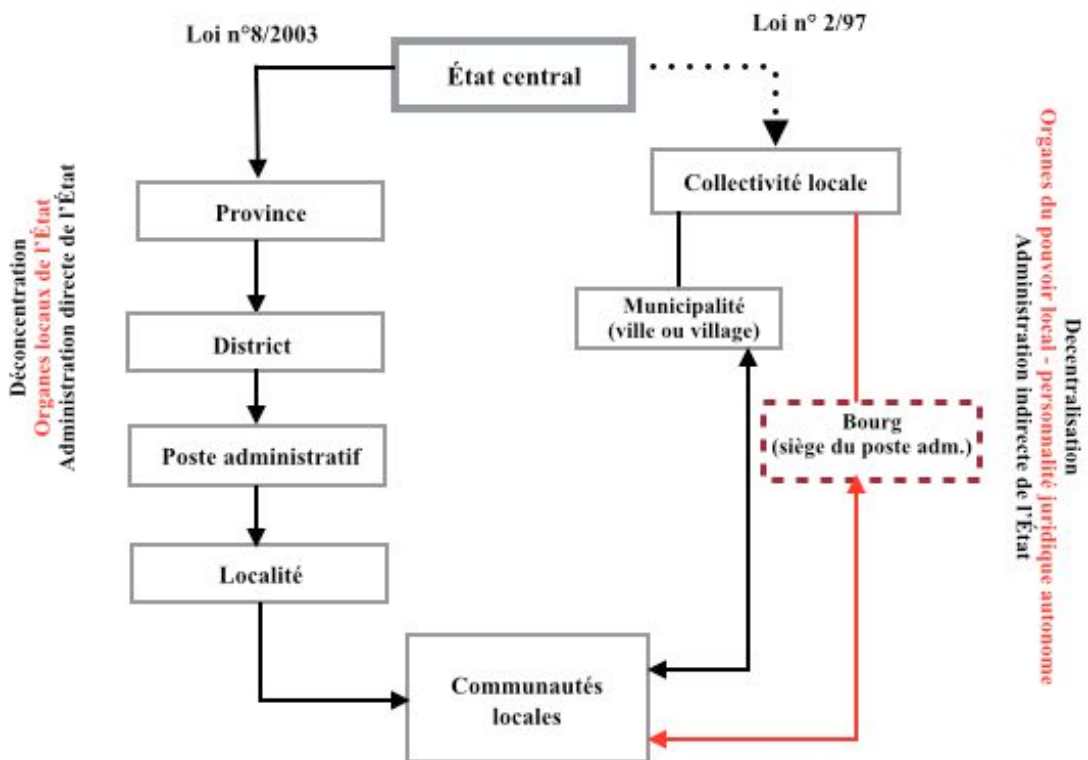 Loi n°8/2003
Loi n° 2/97
État central
Déconcentration
Organes locaux de l'État
Administration directe de l'État
Province
District
Poste administratif
Localité
Collectivité locale
Municipalité
(ville ou village)
Bourg
(siège du poste adm.)
Communautés
locales
Decentralisation
Organes du pouvoir local - personnalité juridique autonome
Administration indirecte de l'État